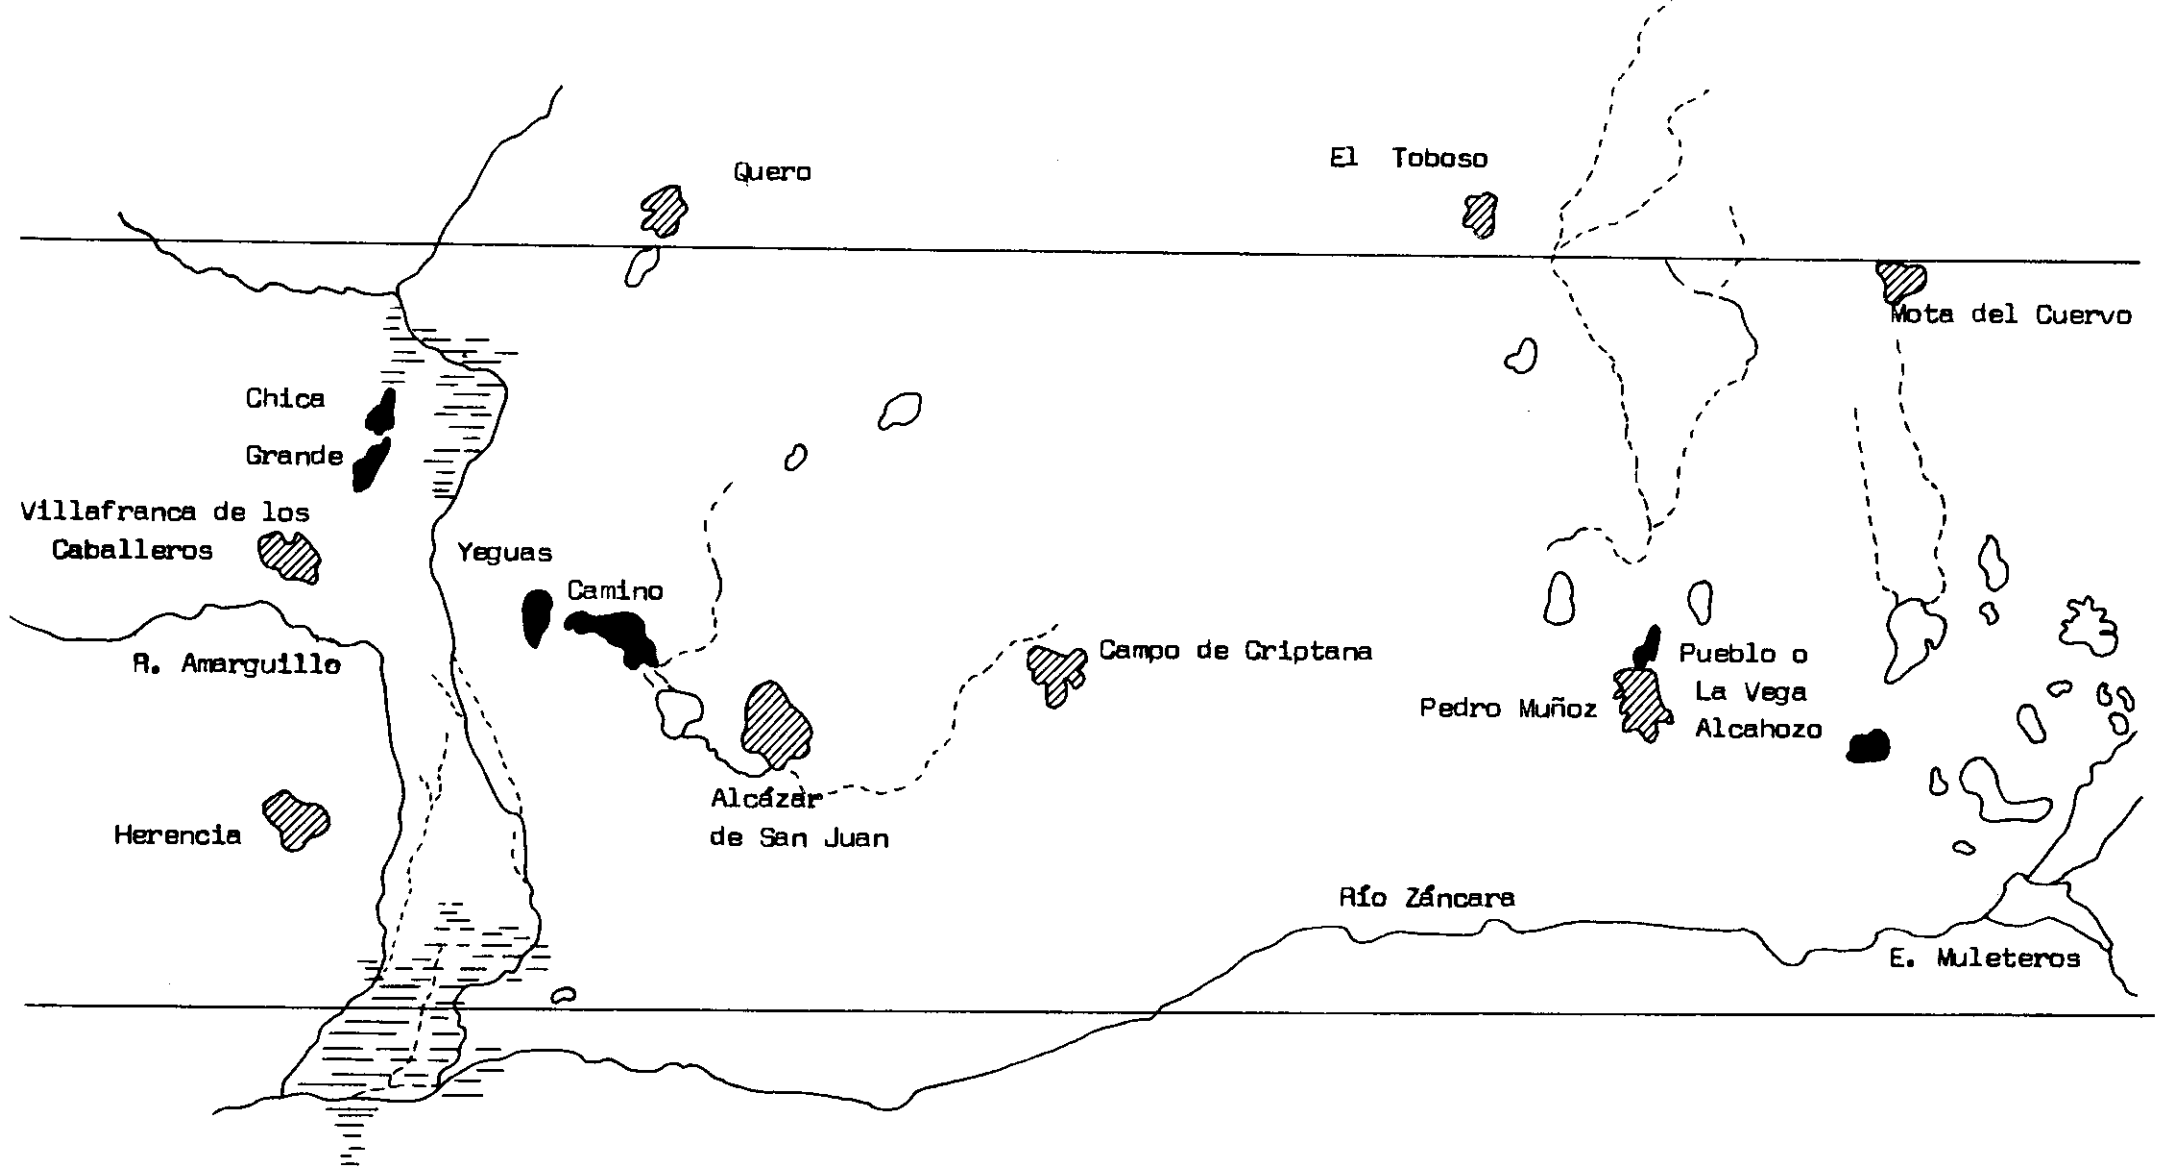 Quero
El Toboso
Mota del Cuervo
Chica
Grande
Villafranca de los
Caballeros
Yeguas
Camino
R. Amarguillo
Campo de Criptana
Pueblo o
La Vega
Pedro Muñoz
Alcahozo
Alcázar
de San Juan
Herencia
Río Záncara
E. Muleteros